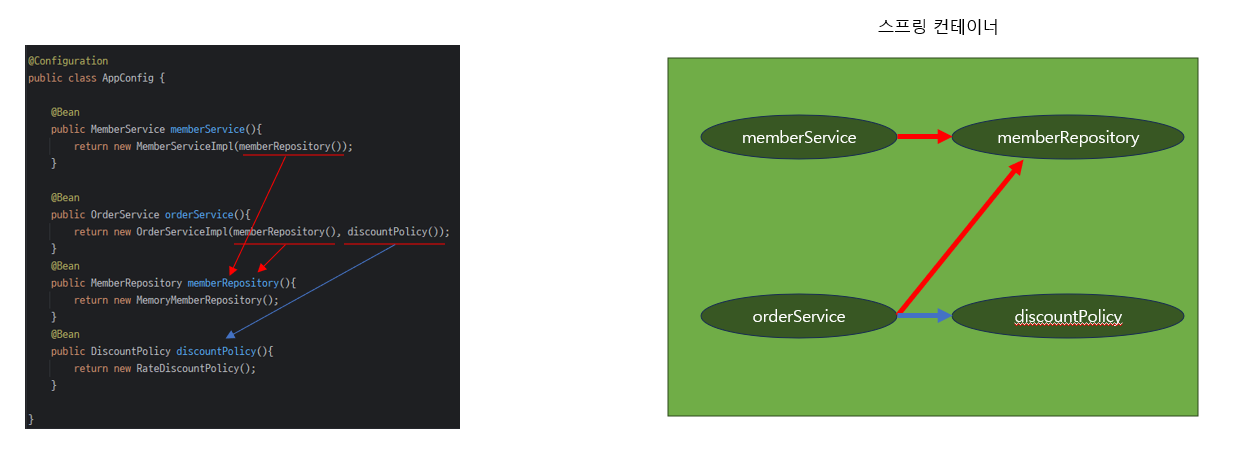 스프링 컨테이너
@Configuration
public class AppConfig {
@Bean
public MemberService memberService(){
return new MemberServiceImpl(memberRepository());
}
@Bean
public OrderService orderService(){
return new OrderServiceImpl(memberRepository(), discountPolicy());
}
@Bean
public MemberRepository memberRepository(){
return new MemoryMemberRepository();
}
@Bean
public DiscountPolicy discountPolicy(){
return new RateDiscountPolicy();
}
}
memberService
memberRepository
orderService
discountPolicy